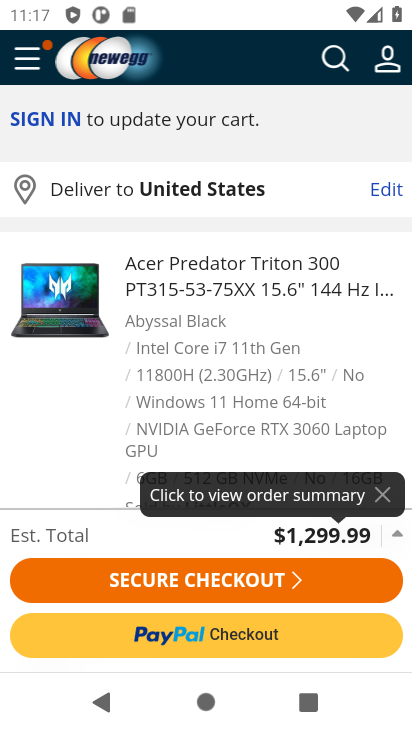 11:17
newegg
SIGN IN to update your cart.
Deliver to United States Edit
Acer Predator Triton 300
PT315-53-75XX 15.6" 144 Hz I...
Abyssal Black
/ Intel Core i7 11th Gen
/ 11800H (2.30GHz) / 15.6" / No
/ Windows 11 Home 64-bit
/ NVIDIA GeForce RTX 3060 Laptop
GPU
/ 6GB / 512 GB NVMe / No / 16GB
Click to view order summary
Est. Total $1,299.99
SECURE CHECKOUT
PayPal Checkout